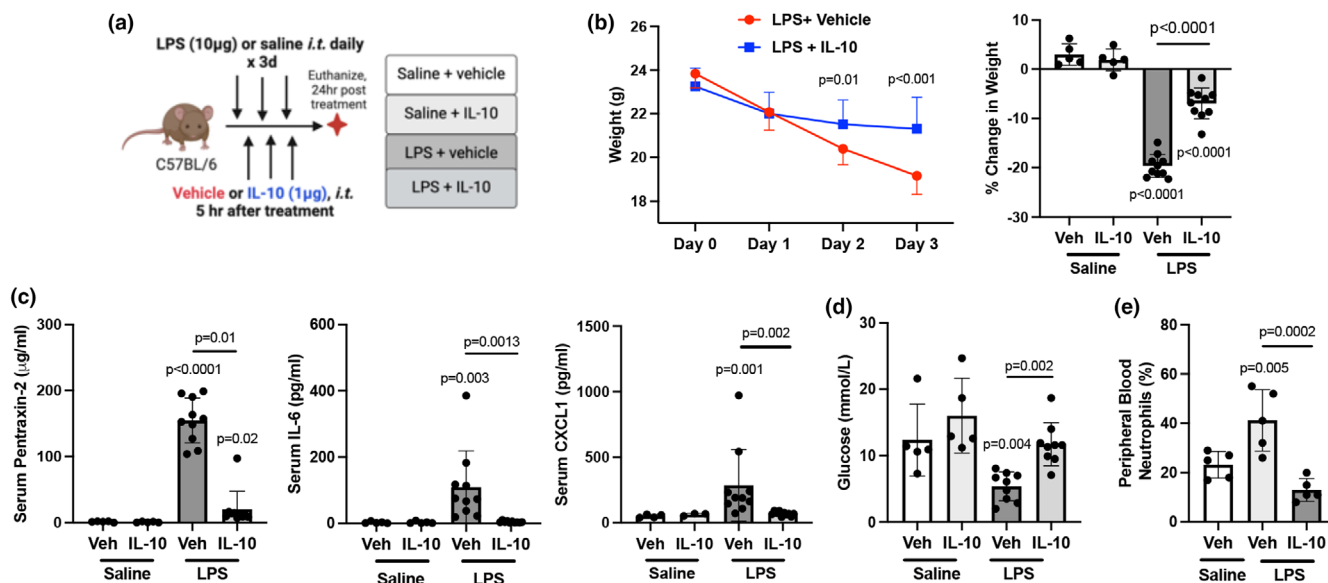 (a)
LPS (10µg) or saline i.t. daily
x 3d
Euthanize,
24hr post
treatment
C57BL/6
Vehicle or IL-10 (1µg), i.t.
5 hr after treatment
Saline + vehicle
Saline + IL-10
LPS + vehicle
LPS + IL-10
(b)
Weight (g)
26
24
22
20
18
LPS+ Vehicle
LPS + IL-10
p=0.01
p<0.001
Day 0 Day 1 Day 2 Day 3
% Change in Weight
10
0
-10
-20
-30
p<0.0001
p<0.0001
p<0.0001
Veh IL-10 Veh IL-10
Saline LPS
(c)
Serum Pentraxin-2 (µg/ml)
300
200
100
0
p=0.01
p<0.0001
p=0.02
Veh IL-10 Veh IL-10
Saline LPS
Serum IL-6 (pg/ml)
600
400
200
0
p=0.0013
p=0.003
Veh IL-10 Veh IL-10
Saline LPS
Serum CXCL1 (pg/ml)
1500
1000
500
0
p=0.002
p=0.001
Veh IL-10 Veh IL-10
Saline LPS
(d)
Glucose (mmol/L)
30
20
10
0
p=0.002
p=0.004
Veh IL-10 Veh IL-10
Saline LPS
(e)
Peripheral Blood
Neutrophils (%)
80
60
40
20
0
p=0.0002
p=0.005
Veh Veh IL-10
Saline LPS